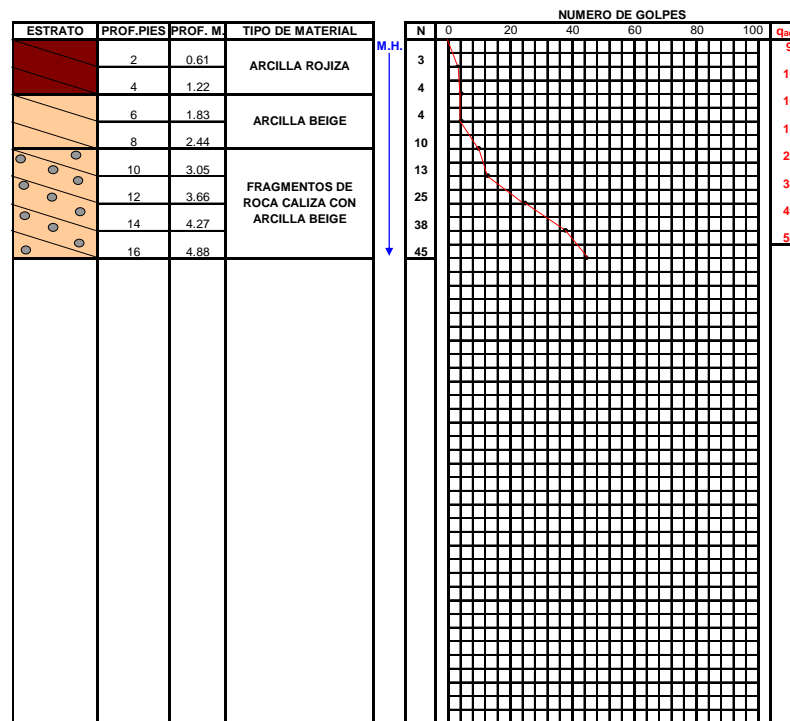 NUMERO DE GOLPES
ESTRATO PROF.PIES PROF. M. TIPO DE MATERIAL N 0 20 40 60 80 100
M.H.
2 0.61 3
ARCILLA ROJIZA
4 1.22 4
6 1.83 4
ARCILLA BEIGE
8 2.44 10
10 3.05 13
FRAGMENTOS DE
12 3.66 25
ROCA CALIZA CON
ARCILLA BEIGE
14 4.27 38
16 4.88 45